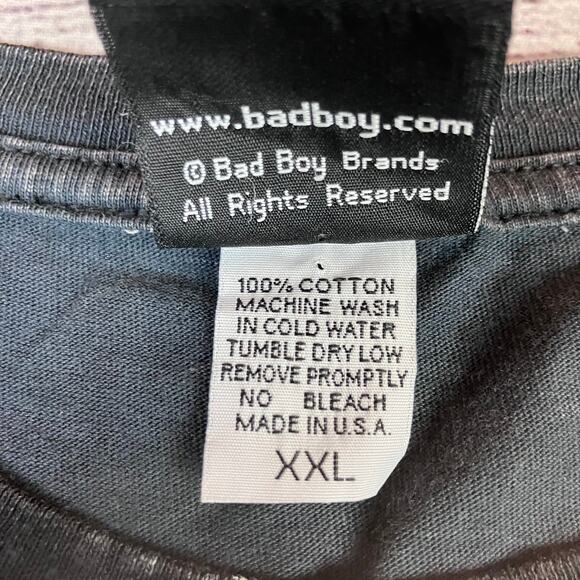 www.badboy.com
® Bad Boy Brands
All Rights Reserved
100% COTTON
MACHINE WASH
IN COLD WATER
TUMBLE DRY LOW
REMOVE PROMPTLY
NO BLEACH
MADE IN U.S.A.
XXL